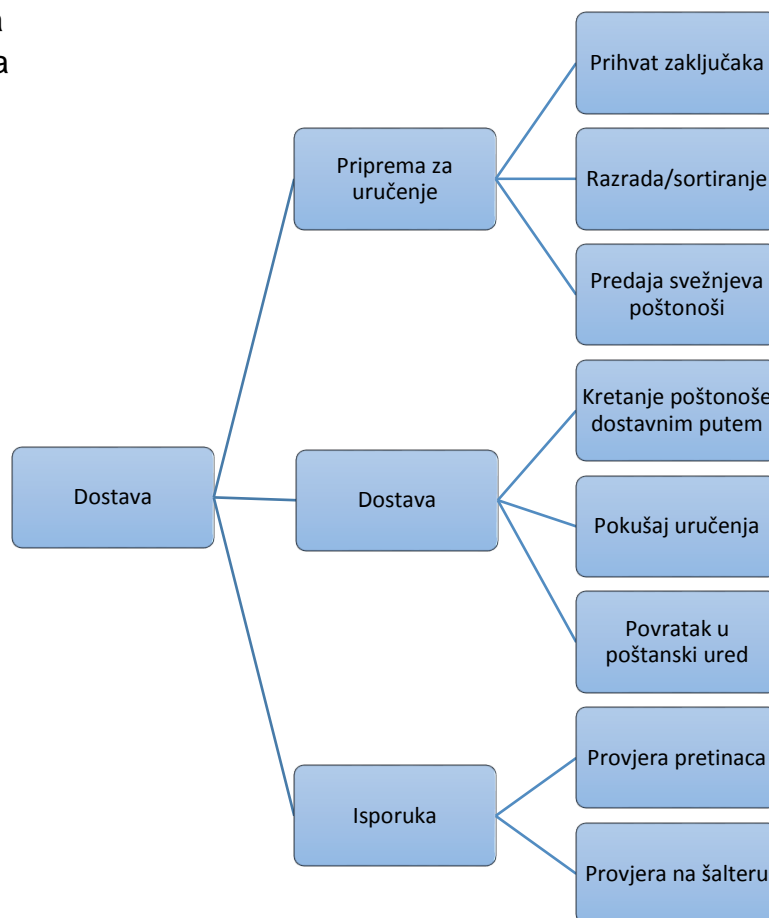 a
a
Prihvat zaključaka
Priprema za
uručenje
Razrada/sortiranje
Predaja svežnjeva
poštonoši
Dostava
Dostava
Kretanje poštonoše
dostavnim putem
Pokušaj uručenja
Povratak u
poštanski ured
Isporuka
Provjera pretinaca
Provjera na šalteru